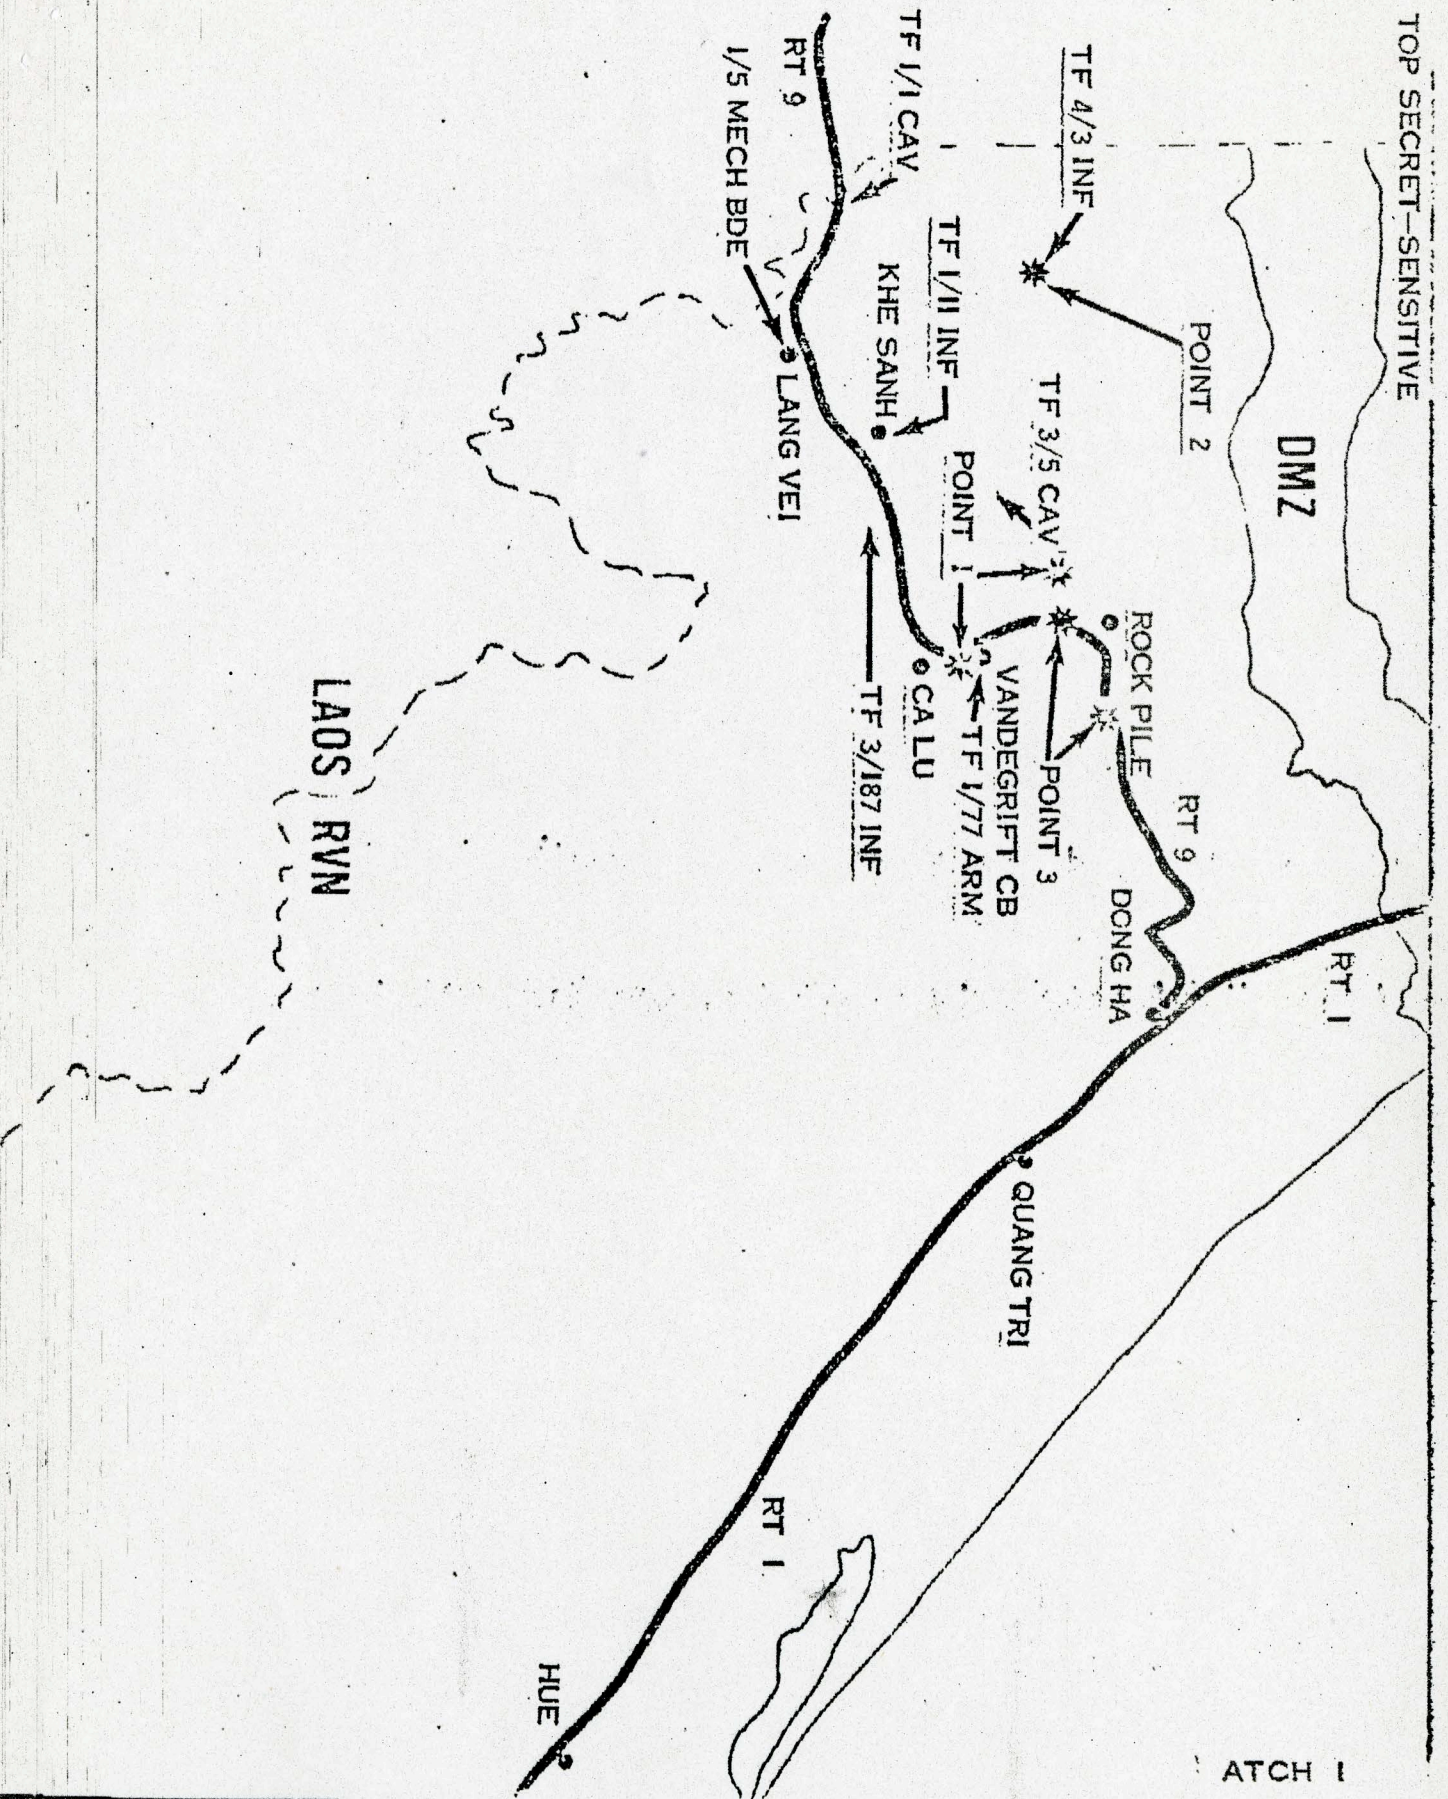 TOP SECRET-SENSITIVE
DMZ
RT 1
POINT 2
RT 9
ROCK PILE
DONG HA
TF 4/3 INF
TF 3/5 CAV
POINT 3
VANDEGRIFT CB
TF 1/77 ARM
QUANG TRI
POINT 1
TF 1/11 INF
TF 1/1 CAV
KHE SANH
CA LU
TF 3/187 INF
RT 9
LANG VEI
1/5 MECH BDE
RT 1
HUE
LAOS
RVN
ATCH 1